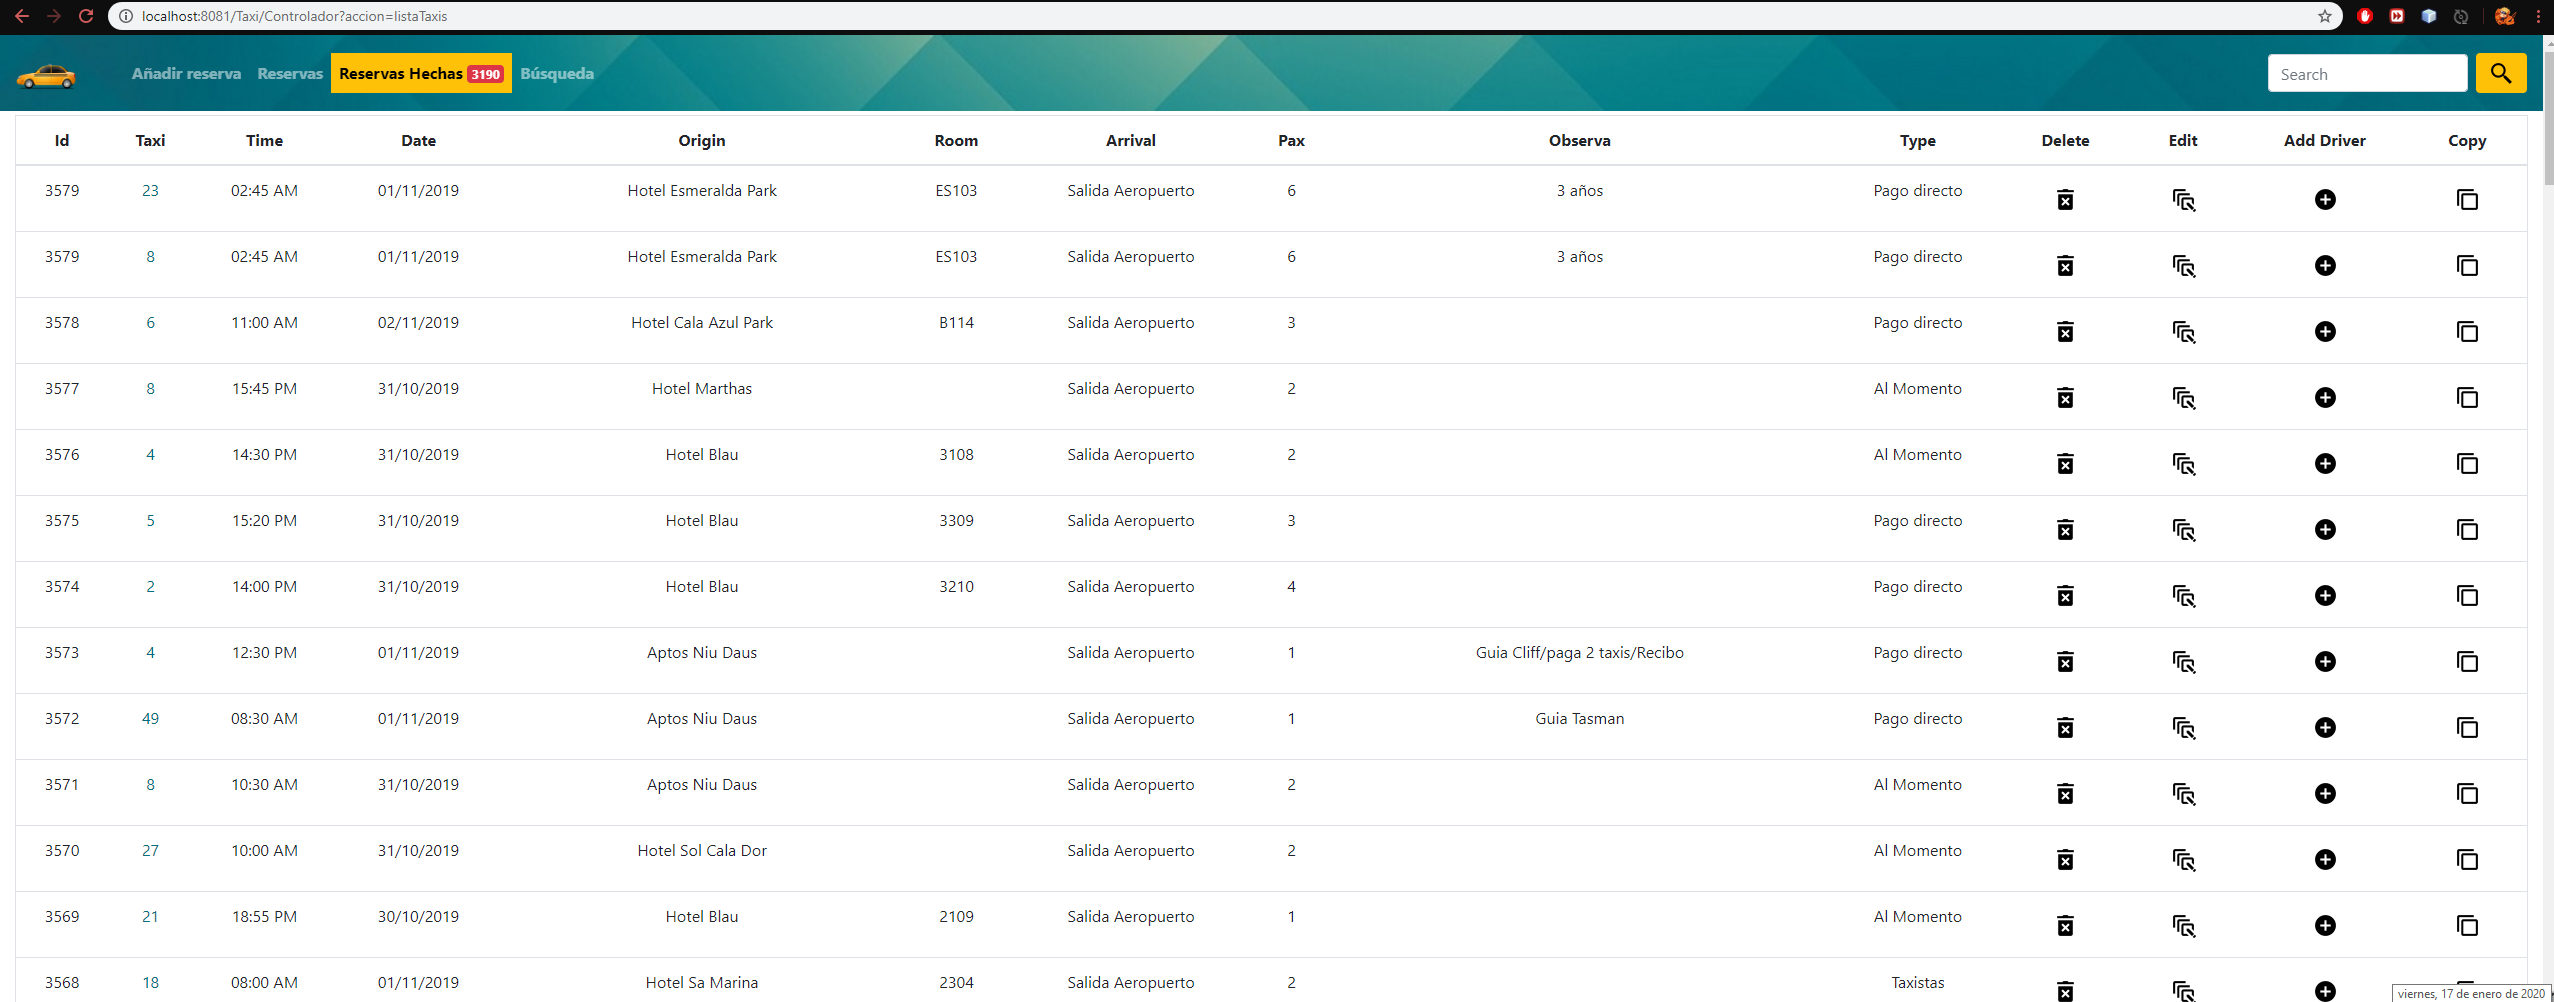 localhost:8081/Taxi/Controlador?accion=listaTaxis
Añadir reserva Reservas Reservas Hechas 3190 Búsqueda Search
Id Taxi Time Date Origin Room Arrival Pax Observa Type Delete Edit Add Driver Copy
3579 23 02:45 AM 01/11/2019 Hotel Esmeralda Park ES103 Salida Aeropuerto 6 3 años Pago directo
3579 8 02:45 AM 01/11/2019 Hotel Esmeralda Park ES103 Salida Aeropuerto 6 3 años Pago directo
3578 6 11:00 AM 02/11/2019 Hotel Cala Azul Park B114 Salida Aeropuerto 3 Pago directo
3577 8 15:45 PM 31/10/2019 Hotel Marthas Salida Aeropuerto 2 Al Momento
3576 4 14:30 PM 31/10/2019 Hotel Blau 3108 Salida Aeropuerto 2 Al Momento
3575 5 15:20 PM 31/10/2019 Hotel Blau 3309 Salida Aeropuerto 3 Pago directo
3574 2 14:00 PM 31/10/2019 Hotel Blau 3210 Salida Aeropuerto 4 Pago directo
3573 4 12:30 PM 01/11/2019 Aptos Niu Daus Salida Aeropuerto 1 Guia Cliff/paga 2 taxis/Recibo Pago directo
3572 49 08:30 AM 01/11/2019 Aptos Niu Daus Salida Aeropuerto 1 Guia Tasman Pago directo
3571 8 10:30 AM 31/10/2019 Aptos Niu Daus Salida Aeropuerto 2 Al Momento
3570 27 10:00 AM 31/10/2019 Hotel Sol Cala Dor Salida Aeropuerto 2 Al Momento
3569 21 18:55 PM 30/10/2019 Hotel Blau 2109 Salida Aeropuerto 1 Al Momento
3568 18 08:00 AM 01/11/2019 Hotel Sa Marina 2304 Salida Aeropuerto 2 Taxistas
viernes, 17 de enero de 2020